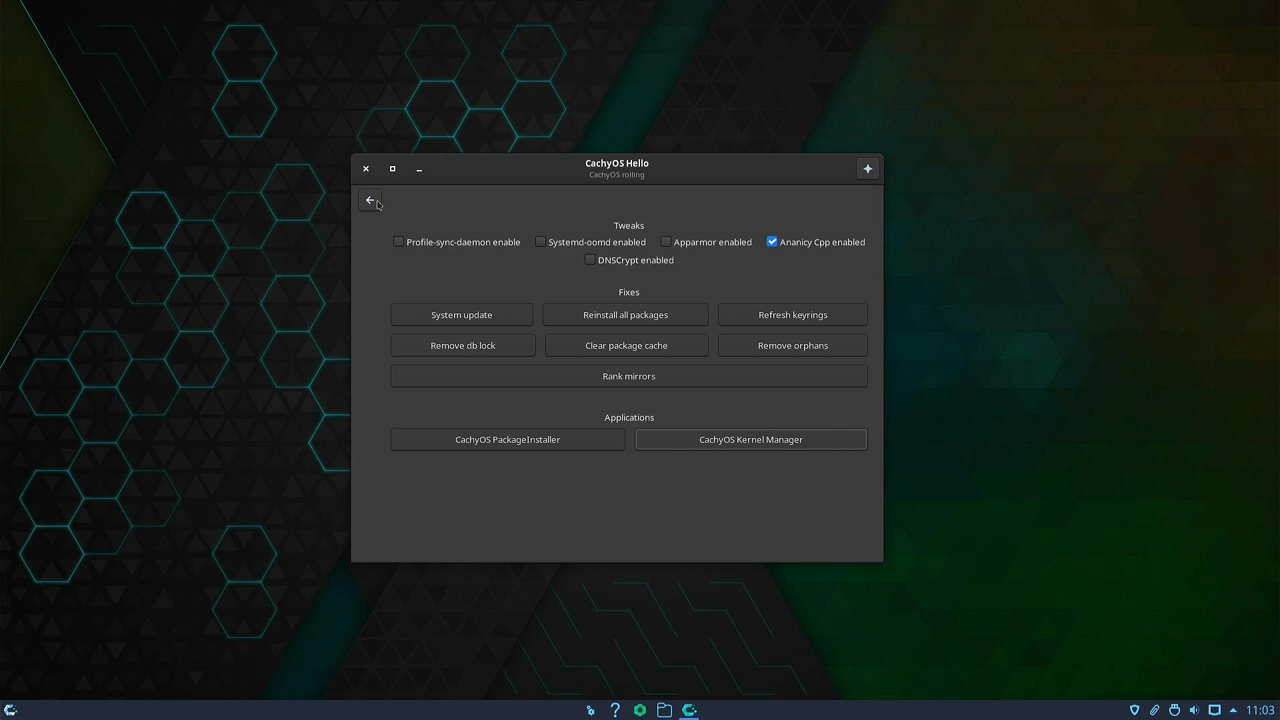 CachyOS Hello
CachyOS rolling
Tweaks
Profile-sync-daemon enable Systemd-oomd enabled Apparmor enabled Ananicy Cpp enabled
DNSCrypt enabled
Fixes
System update Reinstall all packages Refresh keyrings
Remove db lock Clear package cache Remove orphans
Rank mirrors
Applications
CachyOS PackageInstaller CachyOS Kernel Manager
11:03